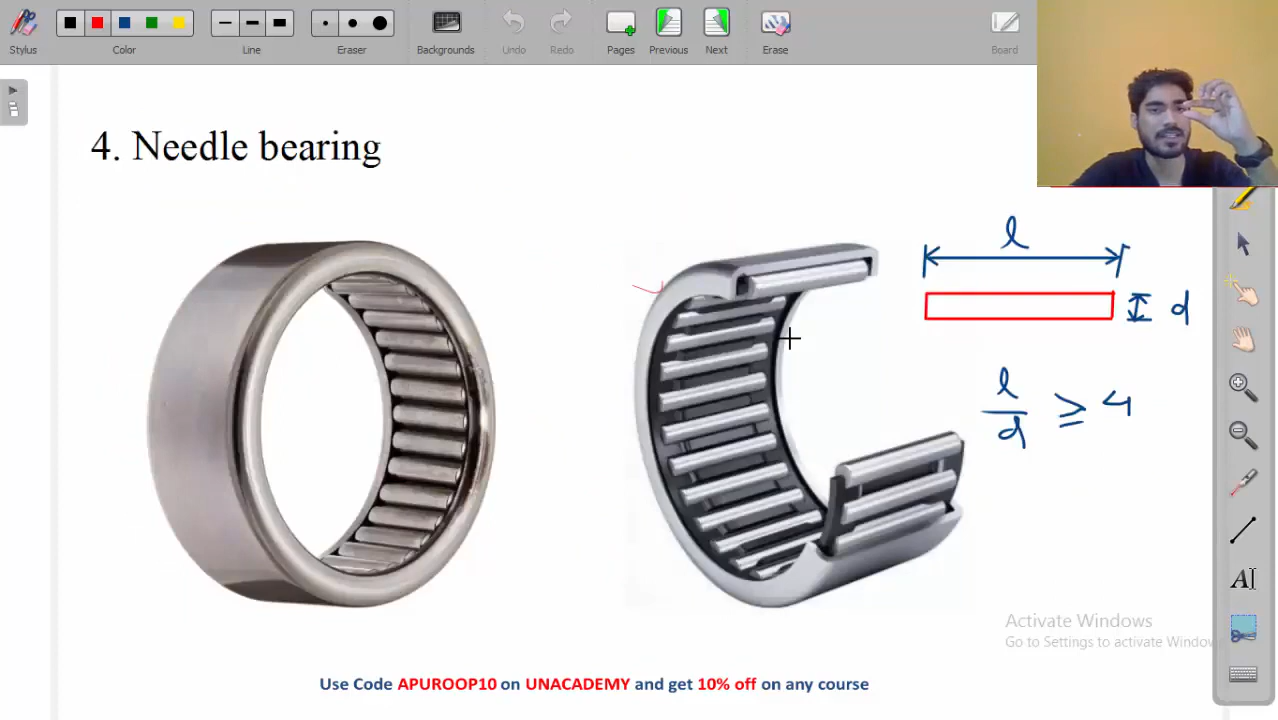 Stylus
Color
Line
Eraser
Backgrounds
Undo
Redo
Pages
Previous
Next
Erase
Board
4. Needle bearing
l
d
l
d
≥ 4
A
Activate Windows
Go to Settings to activate Windows
Use Code APUROOP10 on UNACADEMY and get 10% off on any course